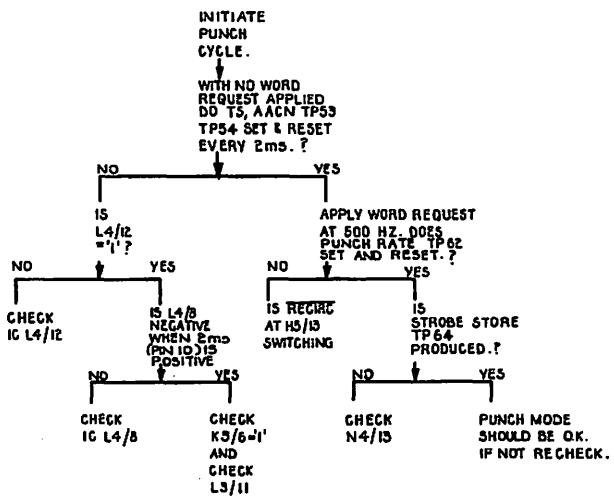 INITIATE
PUNCH
CYCLE.
WITH NO WORD
REQUEST APPLIED
DO T5, AACN TP53
TP54 SET & RESET
EVERY 2ms. ?
NO
YES
IS
L4/12
='1' ?
APPLY WORD REQUEST
AT 500 HZ. DOES
PUNCH RATE TP62
SET AND RESET. ?
NO
YES
NO
YES
CHECK
IC L4/12
IS L4/8
NEGATIVE
WHEN 2ms
(PIN 10) IS
POSITIVE
IS RECIRC
AT H5/13
SWITCHING
IS
STROBE STORE
TP64
PRODUCED. ?
NO
YES
NO
YES
CHECK
IC L4/8
CHECK
K5/6='1'
AND
CHECK
L3/11
CHECK
N4/13
PUNCH MODE
SHOULD BE O.K.
IF NOT RECHECK.